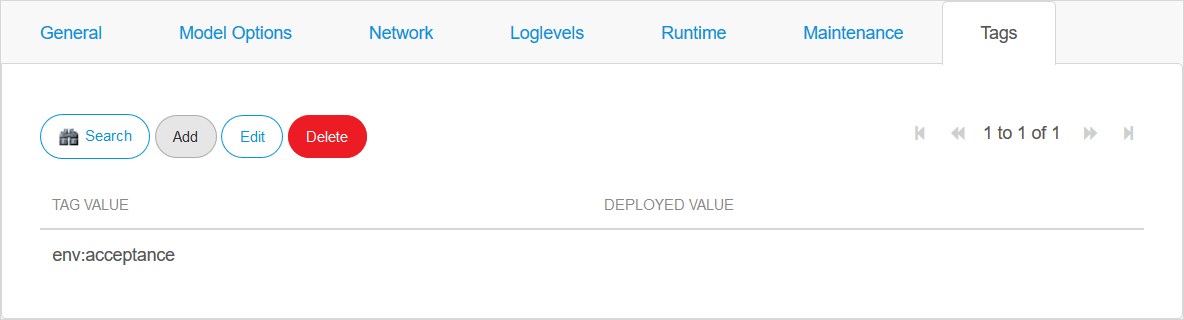 General Model Options Network Loglevels Runtime Maintenance Tags
Search Add Edit Delete 1 to 1 of 1
TAG VALUE DEPLOYED VALUE
env:acceptance